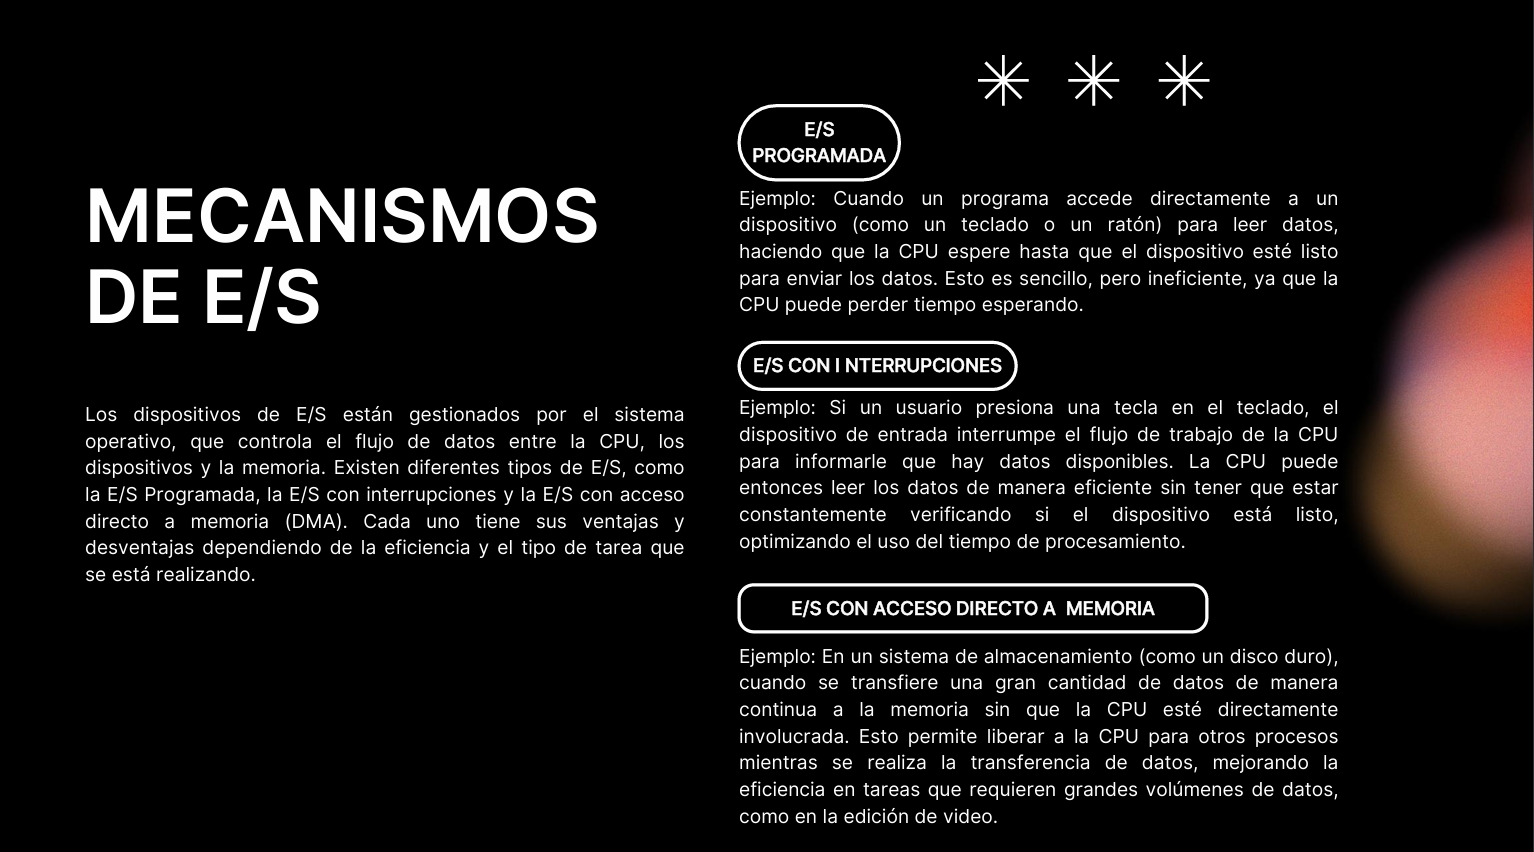 MECANISMOS
DE E/S
Los dispositivos de E/S están gestionados por el sistema
operativo, que controla el flujo de datos entre la CPU, los
dispositivos y la memoria. Existen diferentes tipos de E/S, como
la E/S Programada, la E/S con interrupciones y la E/S con acceso
directo a memoria (DMA). Cada uno tiene sus ventajas y
desventajas dependiendo de la eficiencia y el tipo de tarea que
se está realizando.
E/S
PROGRAMADA
Ejemplo: Cuando un programa accede directamente a un
dispositivo (como un teclado o un ratón) para leer datos,
haciendo que la CPU espere hasta que el dispositivo esté listo
para enviar los datos. Esto es sencillo, pero ineficiente, ya que la
CPU puede perder tiempo esperando.
E/S CON I NTERRUPCIONES
Ejemplo: Si un usuario presiona una tecla en el teclado, el
dispositivo de entrada interrumpe el flujo de trabajo de la CPU
para informarle que hay datos disponibles. La CPU puede
entonces leer los datos de manera eficiente sin tener que estar
constantemente verificando si el dispositivo está listo,
optimizando el uso del tiempo de procesamiento.
E/S CON ACCESO DIRECTO A MEMORIA
Ejemplo: En un sistema de almacenamiento (como un disco duro),
cuando se transfiere una gran cantidad de datos de manera
continua a la memoria sin que la CPU esté directamente
involucrada. Esto permite liberar a la CPU para otros procesos
mientras se realiza la transferencia de datos, mejorando la
eficiencia en tareas que requieren grandes volúmenes de datos,
como en la edición de video.